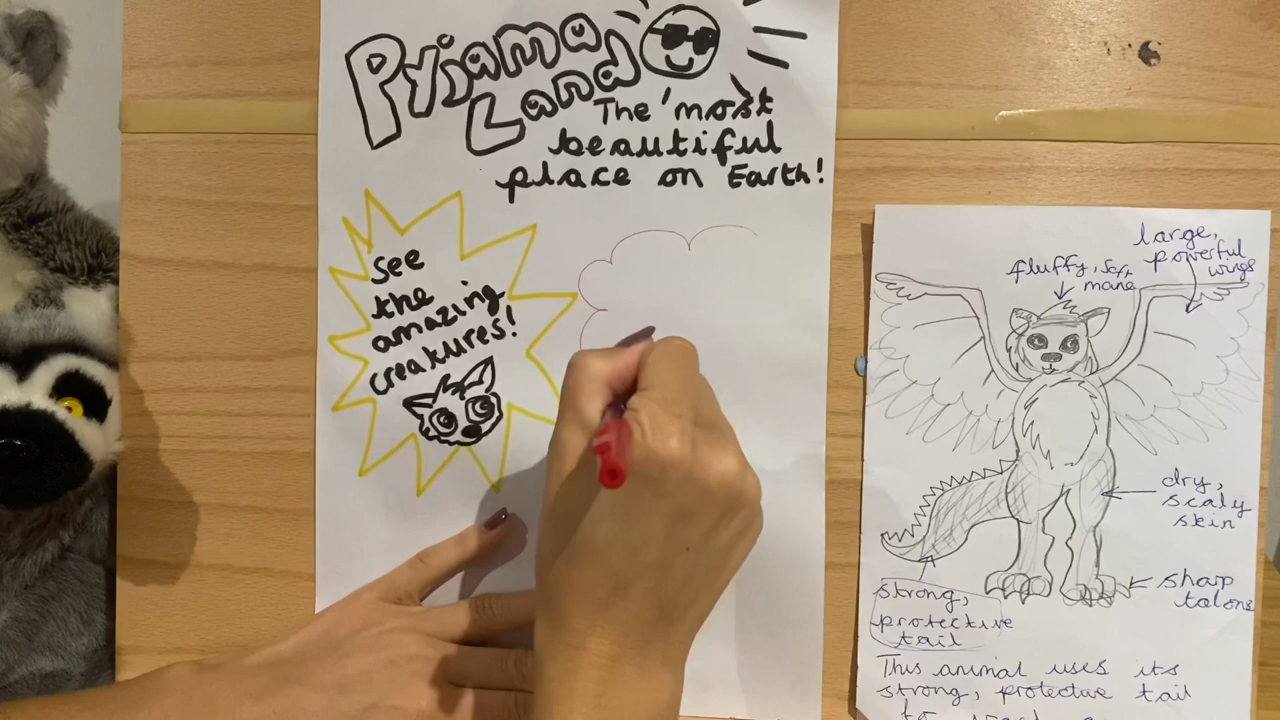 Pyjama
Land
The most
beautiful
place on Earth!
See
the
amazing
creatures!
large,
powerful
wings
fluffy, soft
mane
dry,
scaly
skin
sharp
talons
strong,
protective
tail
This animal uses its
strong, protective tail
to